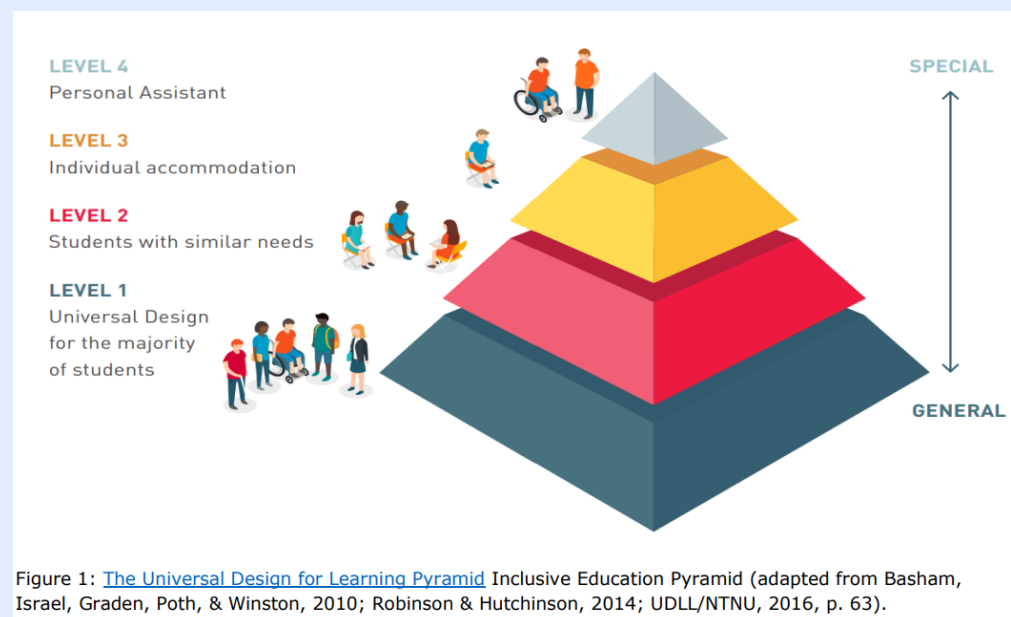 LEVEL 4
Personal Assistant
LEVEL 3
Individual accommodation
LEVEL 2
Students with similar needs
LEVEL 1
Universal Design
for the majority
of students
SPECIAL
GENERAL
Figure 1: The Universal Design for Learning Pyramid Inclusive Education Pyramid (adapted from Basham,
Israel, Graden, Poth, & Winston, 2010; Robinson & Hutchinson, 2014; UDLL/NTNU, 2016, p. 63).